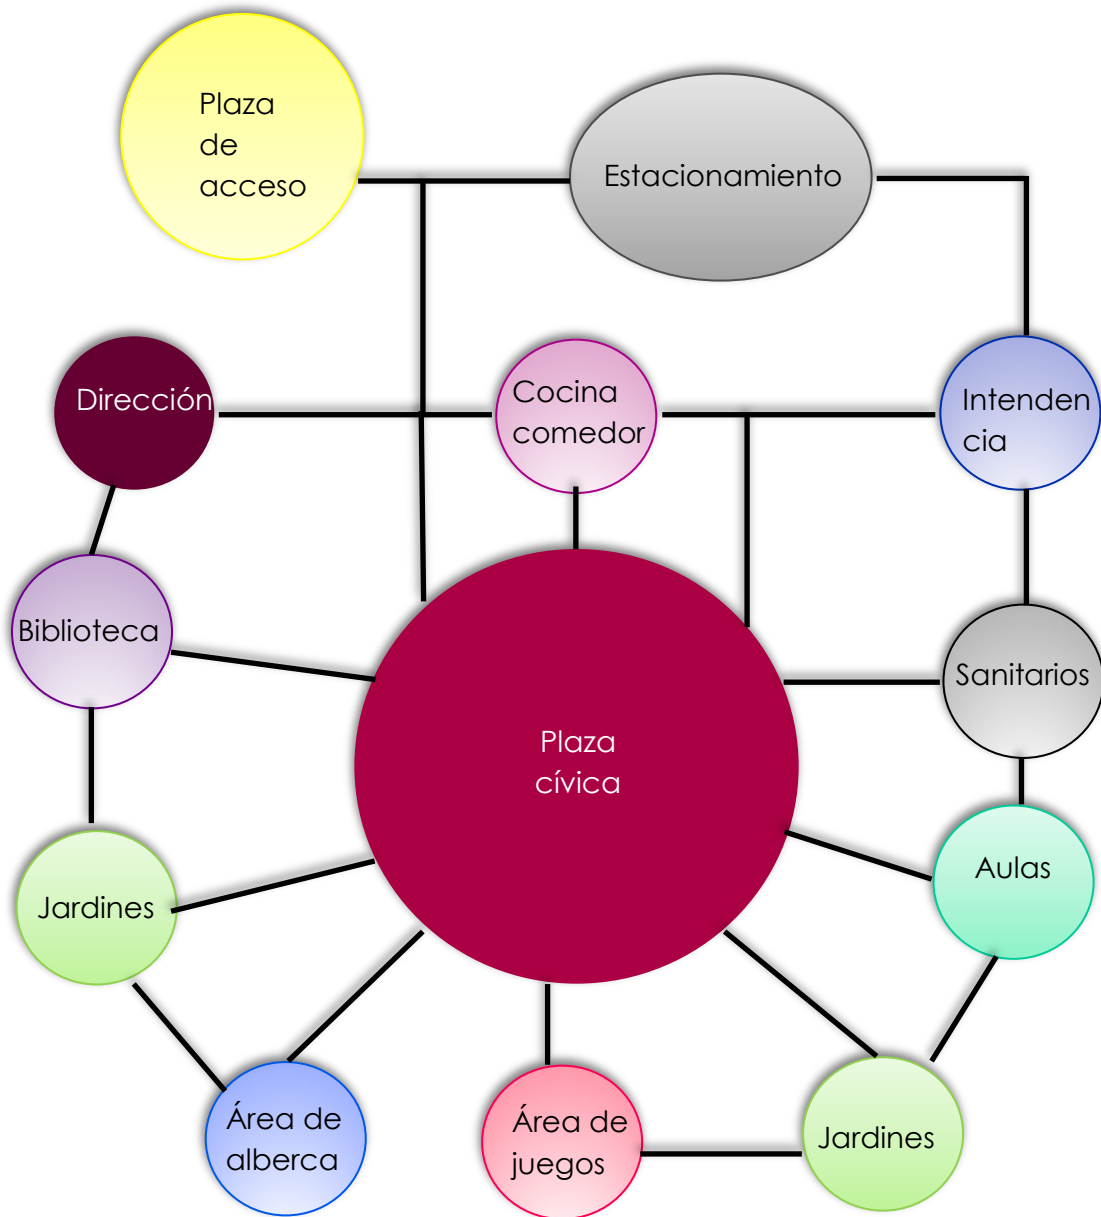 Plaza
de
acceso
Estacionamiento
Dirección
Cocina
comedor
Intenden
cia
Biblioteca
Sanitarios
Plaza
cívica
Aulas
Jardines
Área de
alberca
Área de
juegos
Jardines